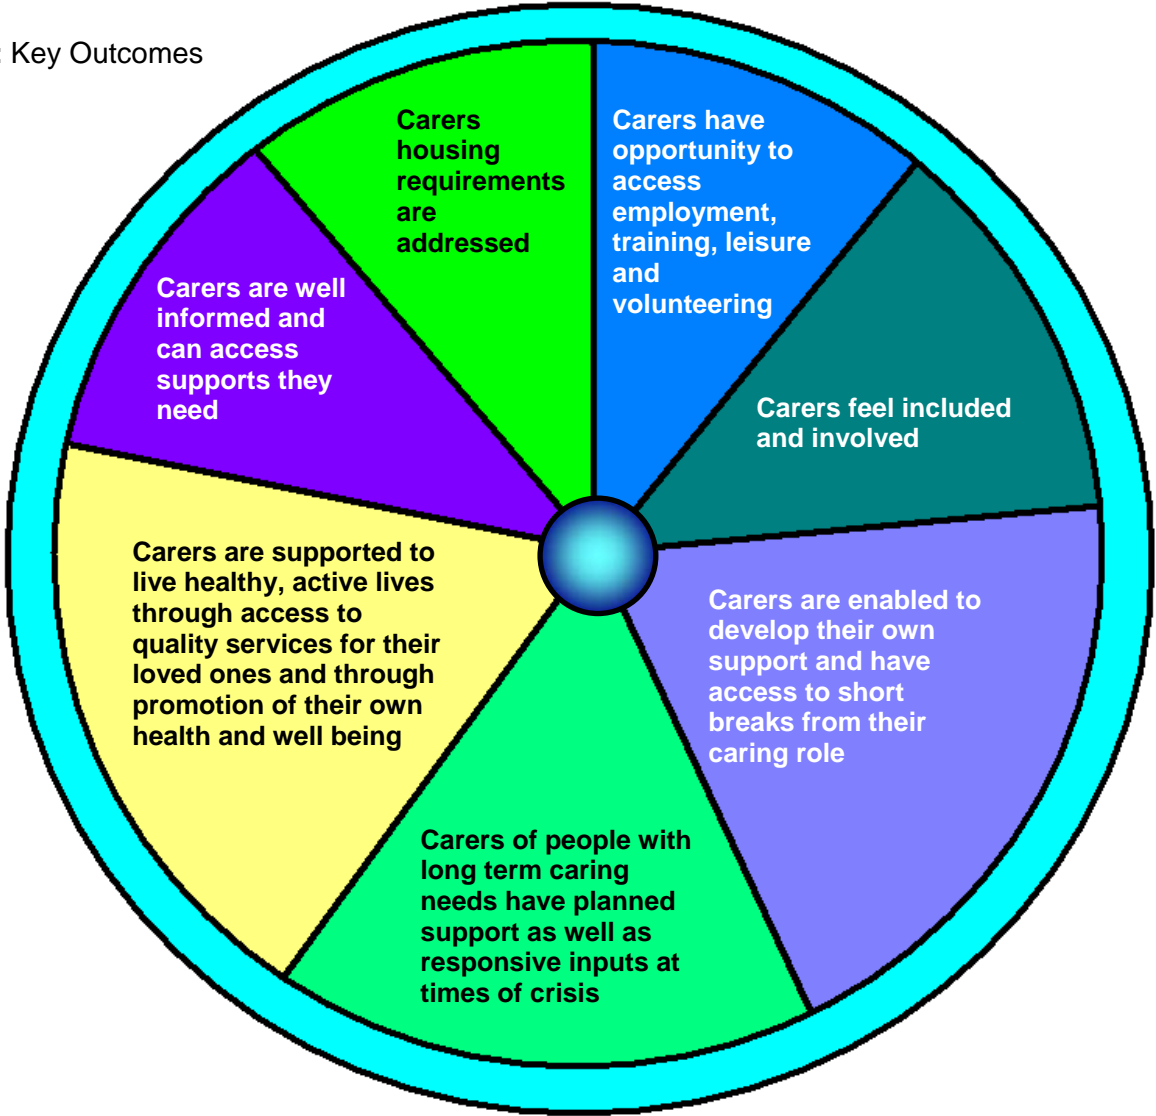 : Key Outcomes
Carers
housing
requirements
are
addressed
Carers have
opportunity to
access
employment,
training, leisure
and
volunteering
Carers feel included
and involved
Carers are enabled to
develop their own
support and have
access to short
breaks from their
caring role
Carers of people with
long term caring
needs have planned
support as well as
responsive inputs at
times of crisis
Carers are supported to
live healthy, active lives
through access to
quality services for their
loved ones and through
promotion of their own
health and well being
Carers are well
informed and
can access
supports they
need